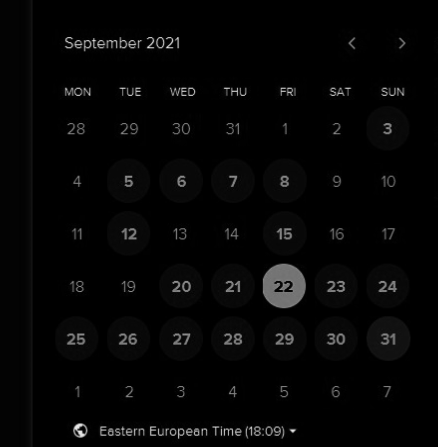 September 2021
MON TUE WED THU FRI SAT SUN
28 29 30 31 1 2 3
4 5 6 7 8 9 10
11 12 13 14 15 16 17
18 19 20 21 22 23 24
25 26 27 28 29 30 31
1 2 3 4 5 6 7
Eastern European Time (18:09)